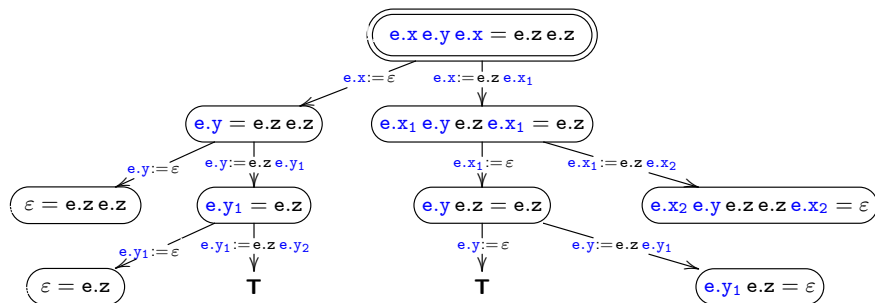 e.x e.y e.x = e.z e.z
e.x:=ε e.x:=e.z e.x₁
e.y = e.z e.z e.x₁ e.y e.z e.x₁ = e.z
e.y:=ε e.y:=e.z e.y₁ e.x₁:=ε e.x₁:=e.z e.x₂
ε = e.z e.z e.y₁ = e.z e.y e.z = e.z e.x₂ e.y e.z e.z e.x₂ = ε
e.y₁:=ε e.y₁:=e.z e.y₂ e.y:=ε e.y:=e.z e.y₁
ε = e.z T T e.y₁ e.z = ε